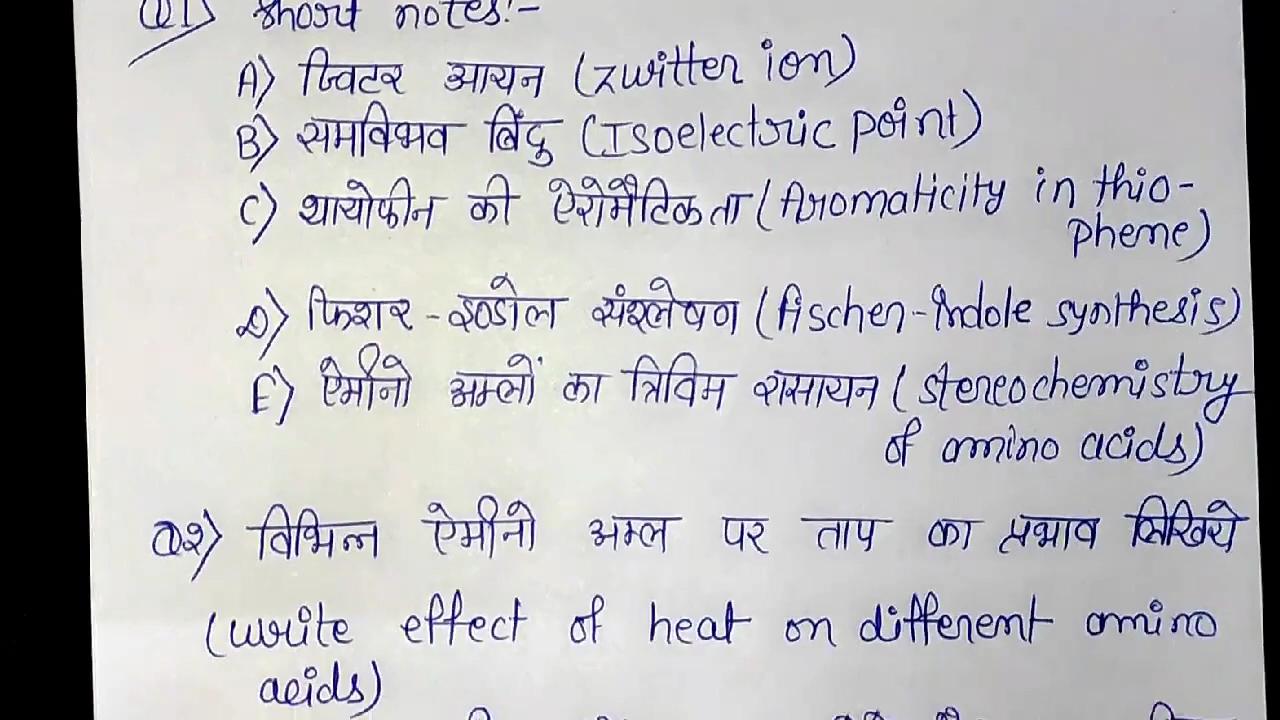 Q1) Short notes:-
A) ज्विटर आयन (zwitter ion)
B) समविभव बिंदु (Isoelectric point)
C) थायोफीन की ऐरोमैटिकता (Aromaticity in thio-
phene)
D) फिशर - इण्डोल संश्लेषण (fischer-Indole synthesis)
E) ऐमीनो अम्लों का त्रिविम रासायन (stereochemistry
of amino acids)
Q2) विभिन्न ऐमीनो अम्ल पर ताप का प्रभाव लिखिये
(write effect of heat on different amino
acids)